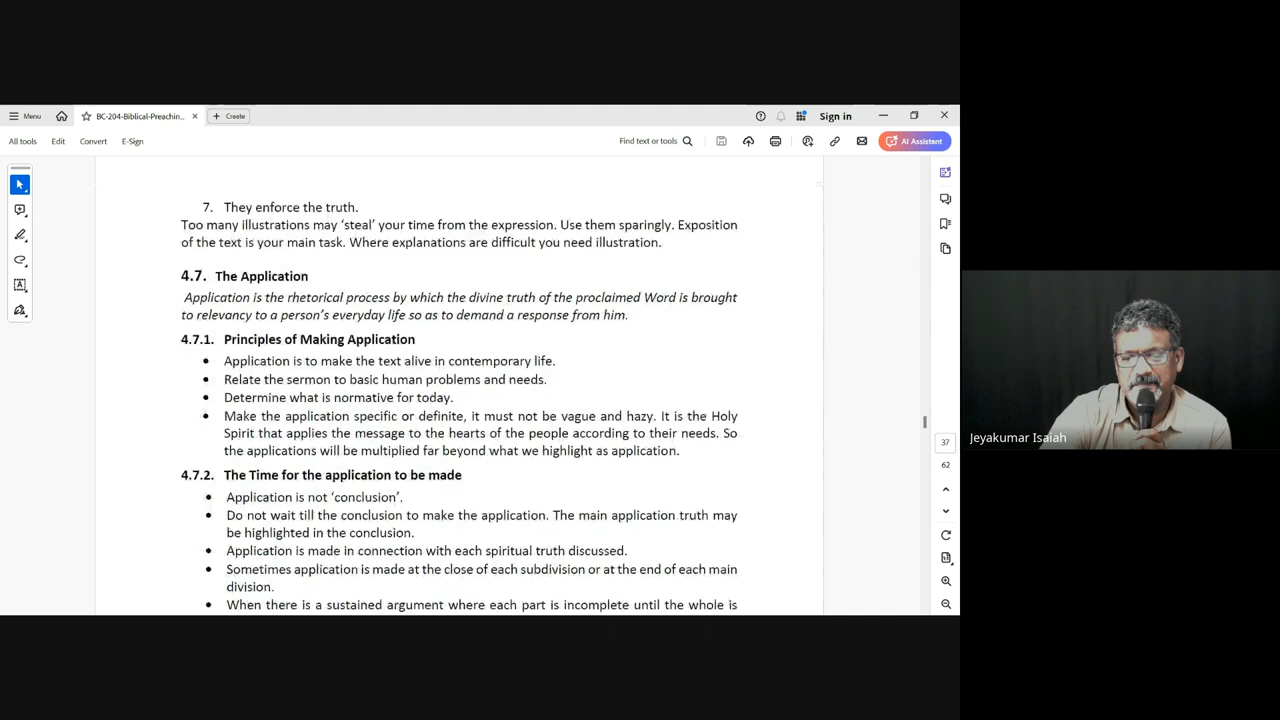 Menu
BC-204-Biblical-Preachin...
Create
Sign in
All tools
Edit
Convert
E-Sign
Find text or tools
AI Assistant
7. They enforce the truth.
Too many illustrations may ‘steal’ your time from the expression. Use them sparingly. Exposition
of the text is your main task. Where explanations are difficult you need illustration.
4.7. The Application
Application is the rhetorical process by which the divine truth of the proclaimed Word is brought
to relevancy to a person’s everyday life so as to demand a response from him.
4.7.1. Principles of Making Application
• Application is to make the text alive in contemporary life.
• Relate the sermon to basic human problems and needs.
• Determine what is normative for today.
• Make the application specific or definite, it must not be vague and hazy. It is the Holy
Spirit that applies the message to the hearts of the people according to their needs. So
the applications will be multiplied far beyond what we highlight as application.
4.7.2. The Time for the application to be made
• Application is not ‘conclusion’.
• Do not wait till the conclusion to make the application. The main application truth may
be highlighted in the conclusion.
• Application is made in connection with each spiritual truth discussed.
• Sometimes application is made at the close of each subdivision or at the end of each main
division.
• When there is a sustained argument where each part is incomplete until the whole is
37
62
Jeyakumar Isaiah